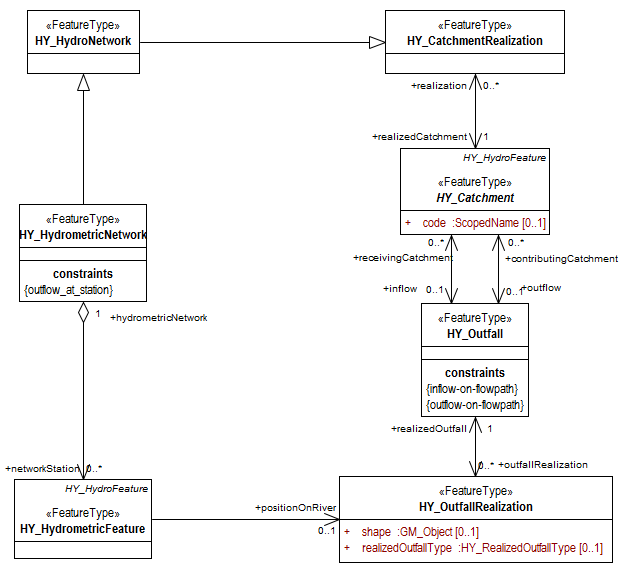 «FeatureType»
HY_HydroNetwork
«FeatureType»
HY_CatchmentRealization
+realization
0..*
+realizedCatchment
1
HY_HydroFeature
«FeatureType»
HY_Catchment
+ code :ScopedName [0..1]
«FeatureType»
HY_HydrometricNetwork
constraints
{outflow_at_station}
1
+hydrometricNetwork
0..*
+receivingCatchment
0..*
+contributingCatchment
+inflow
0..1
0..1
+outflow
«FeatureType»
HY_Outfall
constraints
{inflow-on-flowpath}
{outflow-on-flowpath}
+realizedOutfall
1
+networkStation
0..*
0..*
+outfallRealization
HY_HydroFeature
«FeatureType»
HY_HydrometricFeature
+positionOnRiver
0..1
«FeatureType»
HY_OutfallRealization
+ shape :GM_Object [0..1]
+ realizedOutfallType :HY_RealizedOutfallType [0..1]